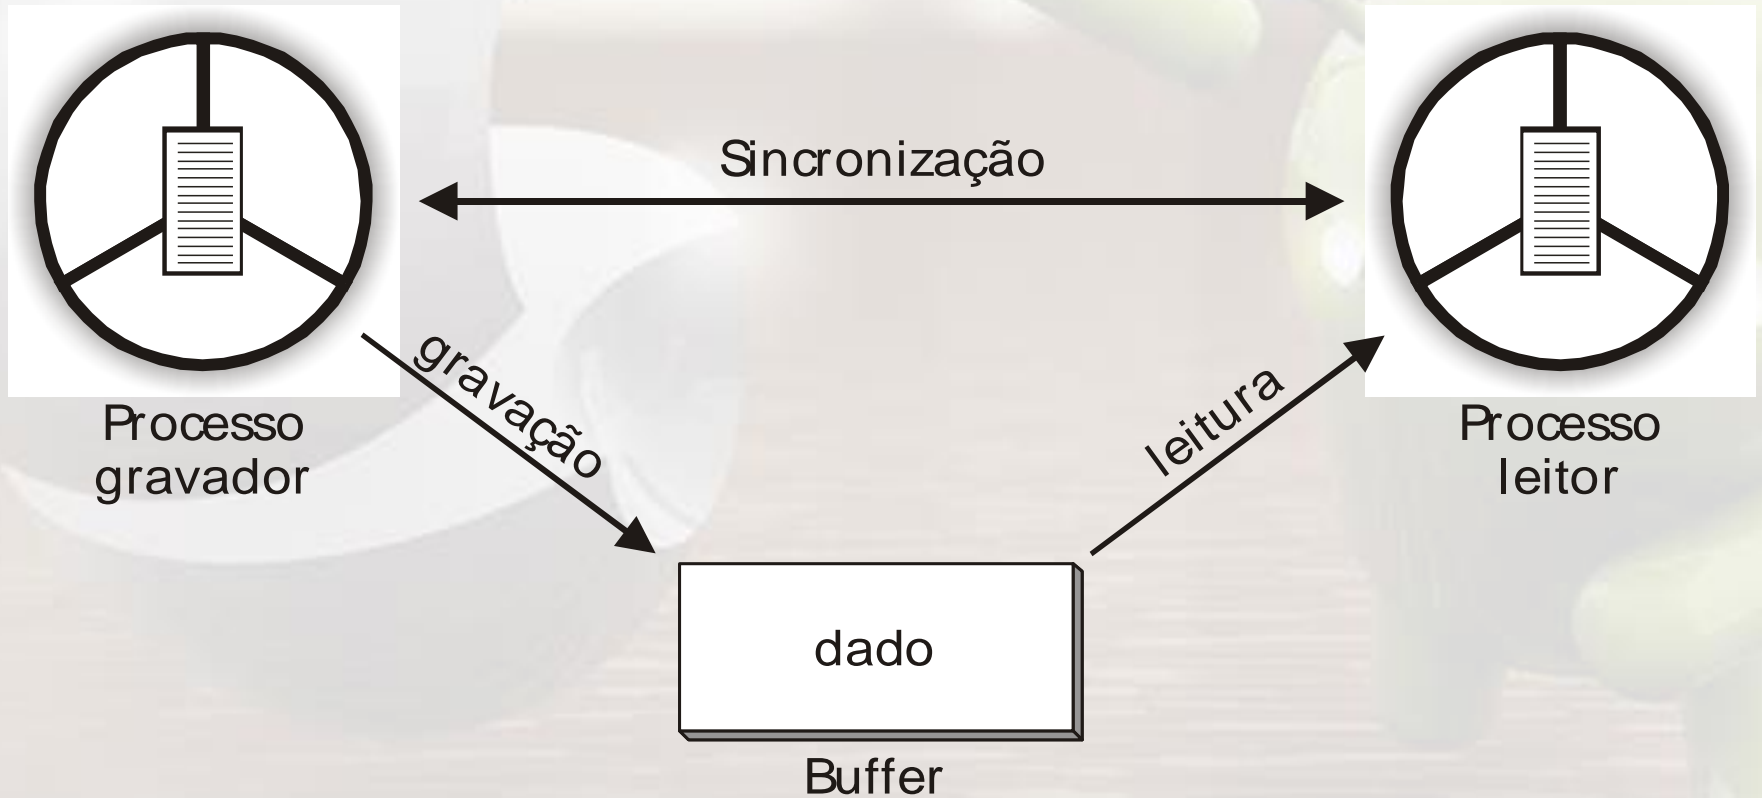 Sincronização
gravação
leitura
Processo
gravador
Processo
leitor
dado
Buffer